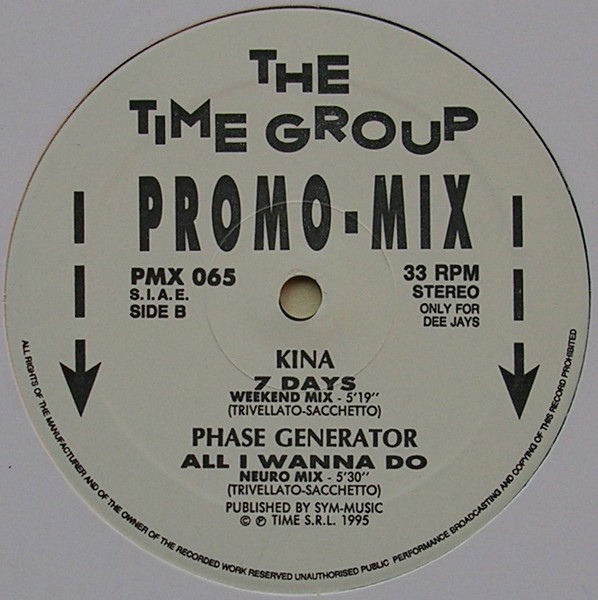 THE
TIME GROUP
PROMO-MIX
PMX 065
S.I.A.E.
SIDE B
33 RPM
STEREO
ONLY FOR
DEE JAYS
KINA
7 DAYS
WEEKEND MIX - 5'19"
(TRIVELLATO-SACCHETTO)
PHASE GENERATOR
ALL I WANNA DO
NEURO MIX - 5'30"
(TRIVELLATO-SACCHETTO)
PUBLISHED BY SYM-MUSIC
© ℗ TIME S.R.L. 1995
ALL RIGHTS OF THE MANUFACTURER AND OF THE OWNER OF THE RECORDED WORK RESERVED UNAUTHORISED PUBLIC PERFORMANCE BROADCASTING AND COPYING OF THIS RECORD PROHIBITED